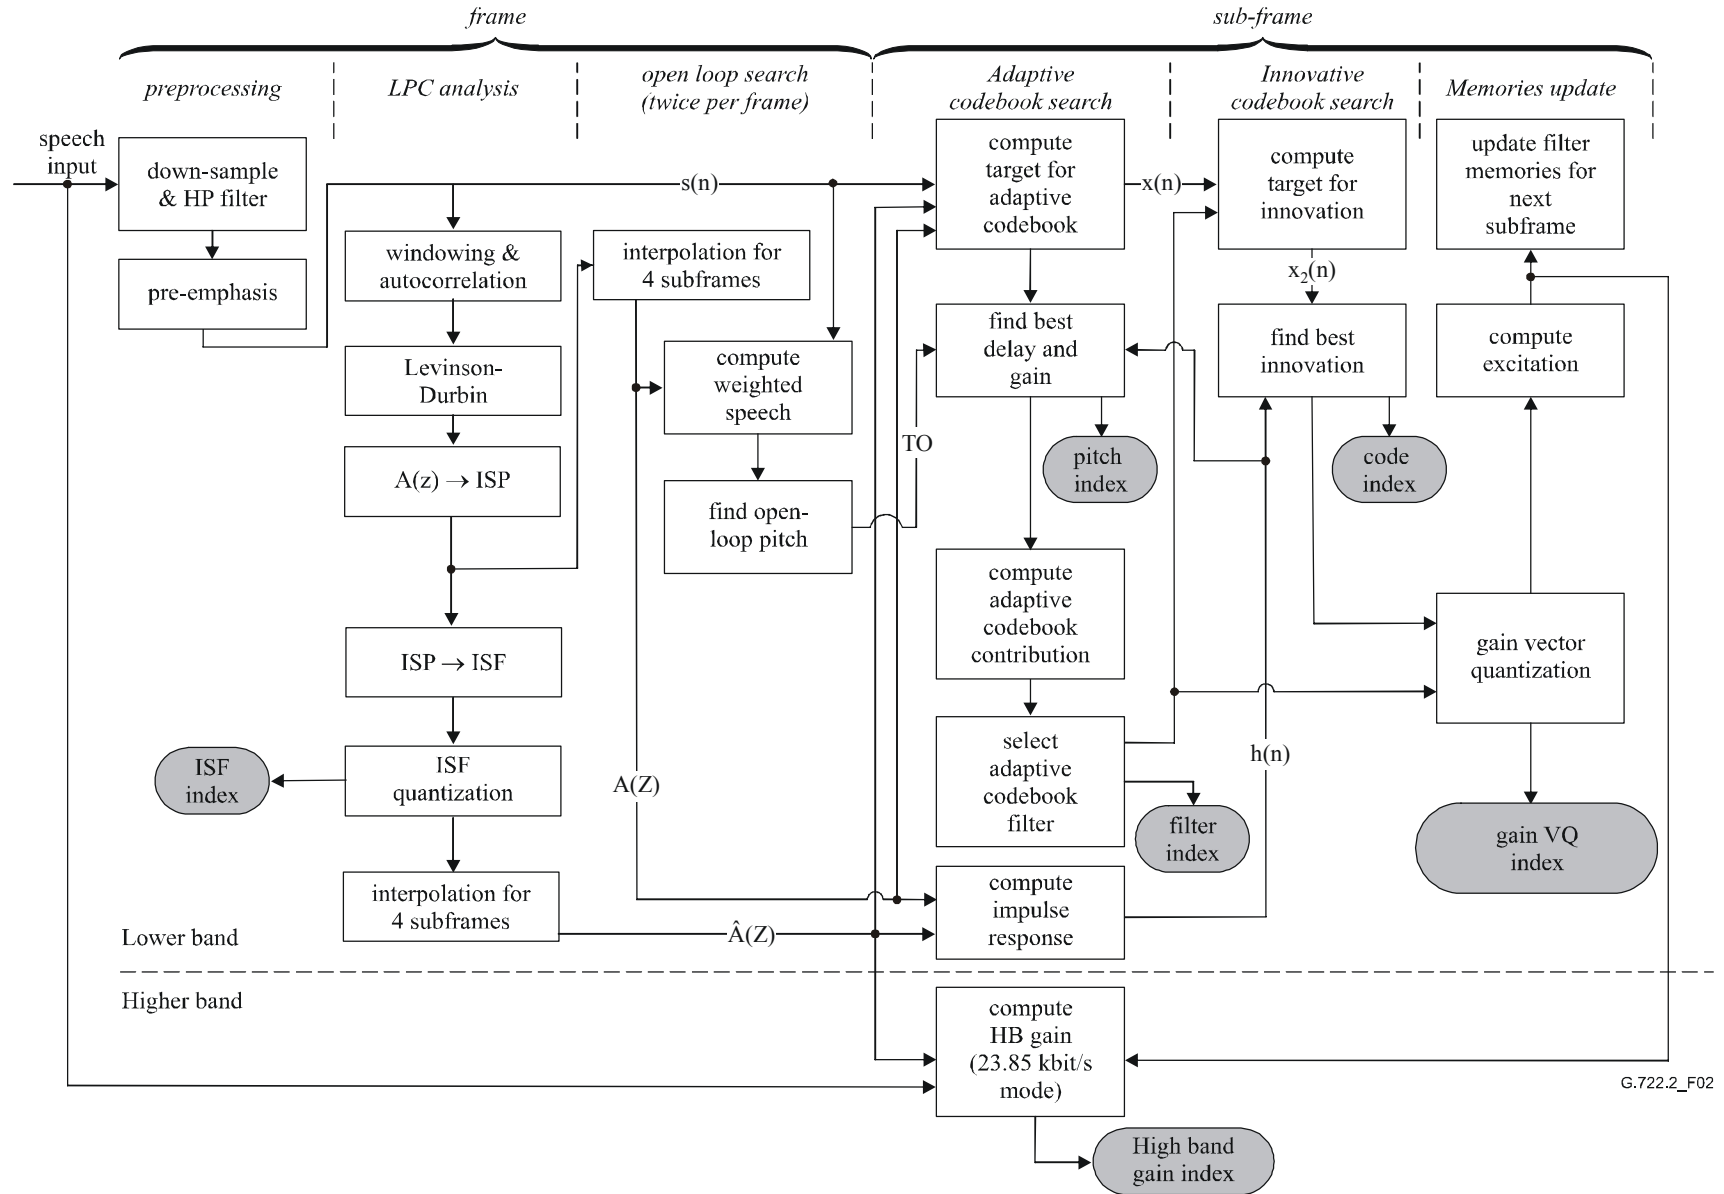 frame
sub-frame
preprocessing
LPC analysis
open loop search
(twice per frame)
Adaptive
codebook search
Innovative
codebook search
Memories update
speech
input
down-sample
& HP filter
pre-emphasis
s(n)
windowing &
autocorrelation
Levinson-
Durbin
A(z) → ISP
ISP → ISF
ISF
quantization
ISF
index
interpolation for
4 subframes
Â(Z)
interpolation for
4 subframes
compute
weighted
speech
find open-
loop pitch
A(Z)
TO
compute
target for
adaptive
codebook
x(n)
find best
delay and
gain
pitch
index
compute
adaptive
codebook
contribution
select
adaptive
codebook
filter
filter
index
compute
impulse
response
h(n)
compute
target for
innovation
x₂(n)
find best
innovation
code
index
update filter
memories for
next
subframe
compute
excitation
gain vector
quantization
gain VQ
index
Lower band
Higher band
compute
HB gain
(23.85 kbit/s
mode)
High band
gain index
G.722.2_F02